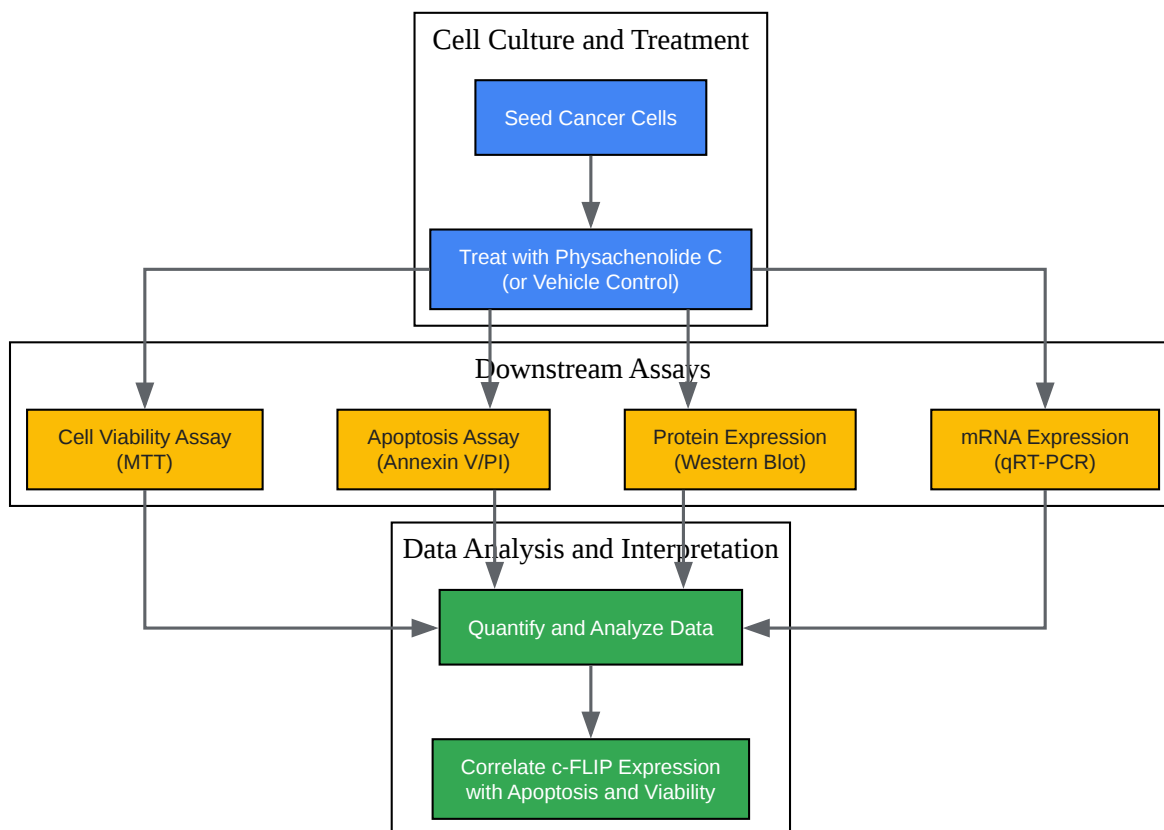 Cell Culture and Treatment
Seed Cancer Cells
Treat with Physachenolide C
(or Vehicle Control)
Downstream Assays
Cell Viability Assay
(MTT)
Apoptosis Assay
(Annexin V/PI)
Protein Expression
(Western Blot)
mRNA Expression
(qRT-PCR)
Data Analysis and Interpretation
Quantify and Analyze Data
Correlate c-FLIP Expression
with Apoptosis and Viability